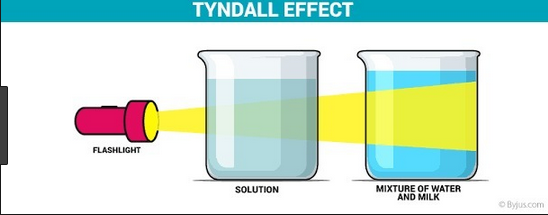 TYNDALL EFFECT
FLASHLIGHT
SOLUTION
MIXTURE OF WATER
AND MILK
© Byjus.com